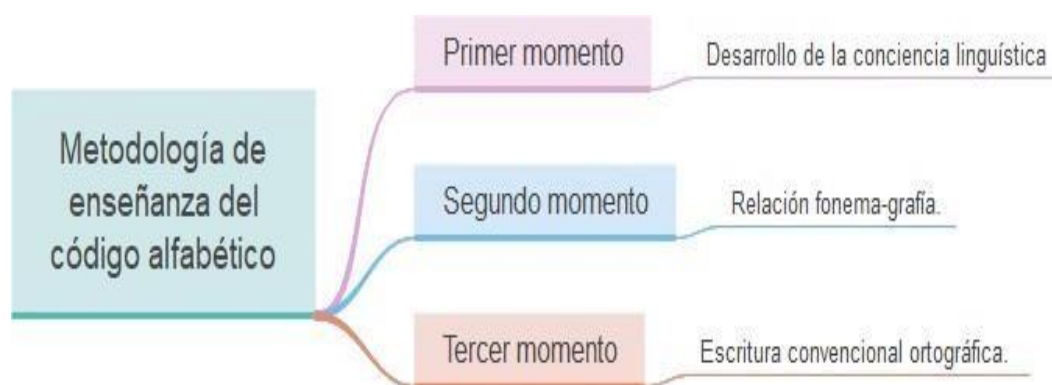 Metodología de
enseñanza del
código alfabético
Primer momento
Desarrollo de la conciencia linguística
Segundo momento
Relación fonema-grafía.
Tercer momento
Escritura convencional ortográfica.